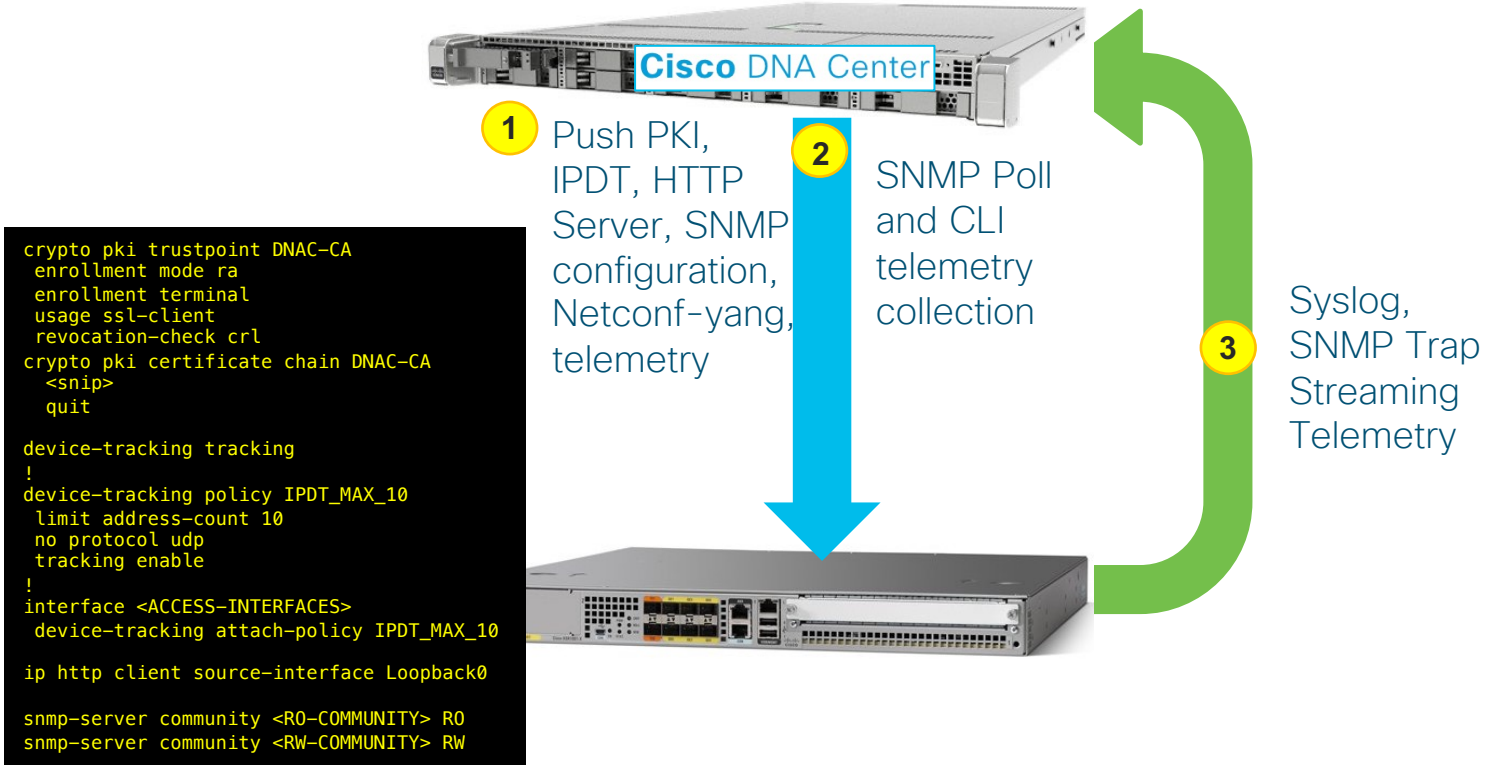 Cisco DNA Center
1
Push PKI,
IPDT, HTTP
Server, SNMP
configuration,
Netconf-yang,
telemetry
2
SNMP Poll
and CLI
telemetry
collection
3
Syslog,
SNMP Trap
Streaming
Telemetry
crypto pki trustpoint DNAC-CA
enrollment mode ra
enrollment terminal
usage ssl-client
revocation-check crl
crypto pki certificate chain DNAC-CA
<snip>
quit
device-tracking tracking
!
device-tracking policy IPDT_MAX_10
limit address-count 10
no protocol udp
tracking enable
!
interface <ACCESS-INTERFACES>
device-tracking attach-policy IPDT_MAX_10
ip http client source-interface Loopback0
snmp-server community <RO-COMMUNITY> RO
snmp-server community <RW-COMMUNITY> RW